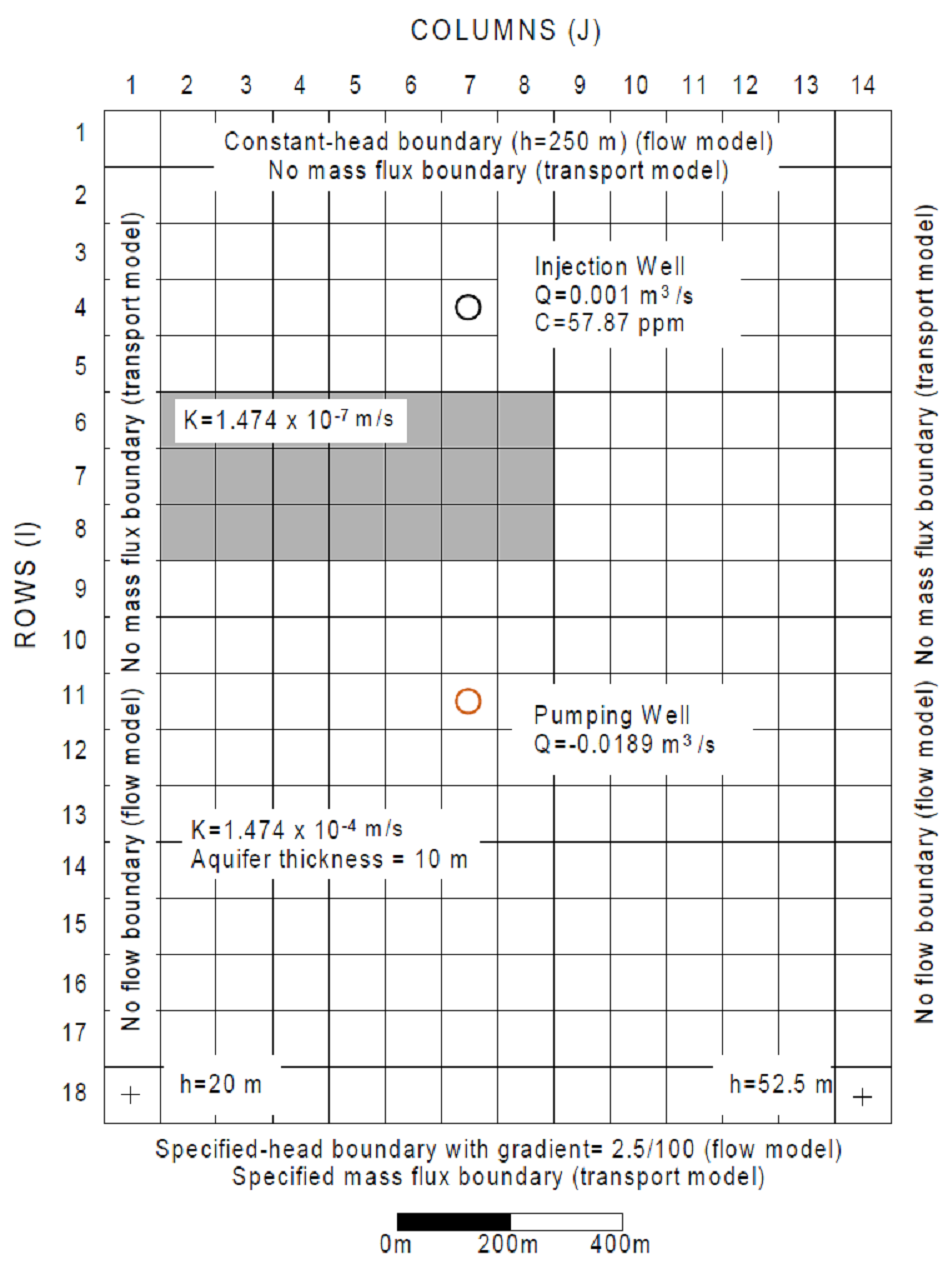 COLUMNS (J)
1 2 3 4 5 6 7 8 9 10 11 12 13 14
1
Constant-head boundary (h=250 m) (flow model)
No mass flux boundary (transport model)
2
3
Injection Well
Q=0.001 m³/s
C=57.87 ppm
4
5
6
K=1.474 x 10⁻⁷ m/s
7
8
9
10
11
Pumping Well
Q=-0.0189 m³/s
12
13
K=1.474 x 10⁻⁴ m/s
Aquifer thickness = 10 m
14
15
16
17
18
h=20 m
h=52.5 m
ROWS (I)
No flow boundary (flow model) No mass flux boundary (transport model)
No flow boundary (flow model) No mass flux boundary (transport model)
Specified-head boundary with gradient= 2.5/100 (flow model)
Specified mass flux boundary (transport model)
0m 200m 400m